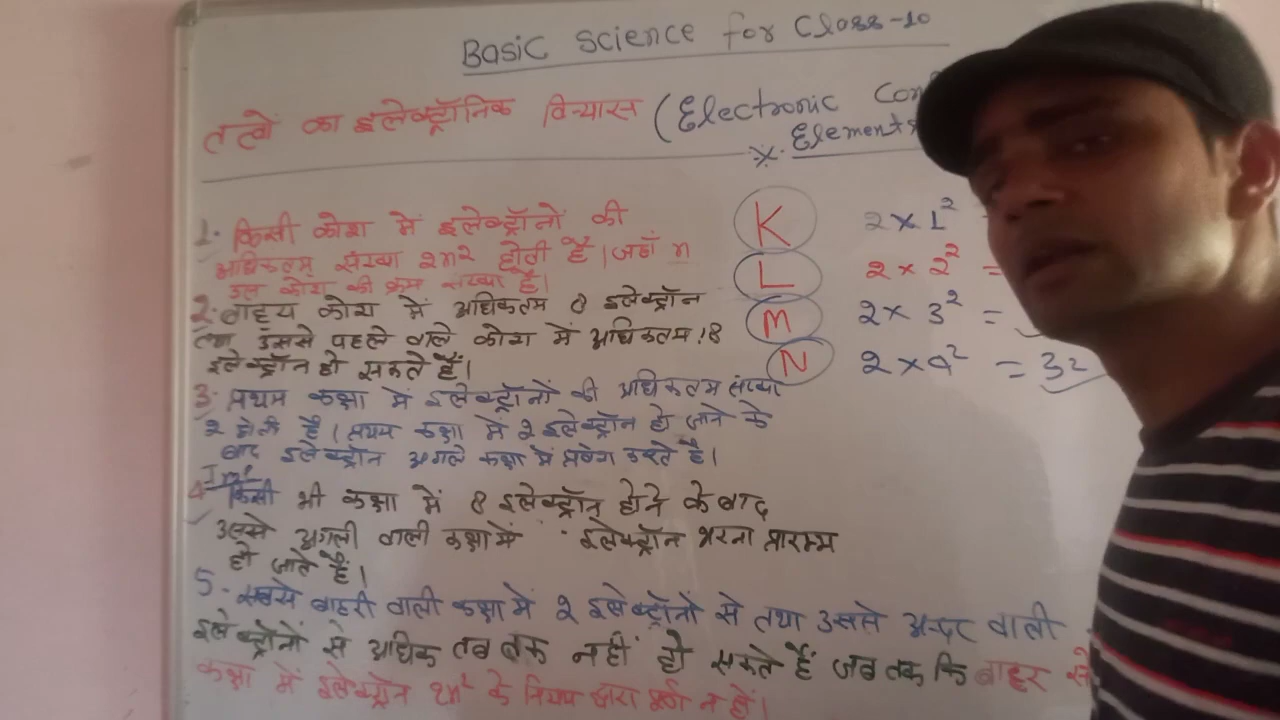 Basic Science for Class-10
तत्वों का इलेक्ट्रॉनिक विन्यास (Electronic Con
* Elements
1. किसी कोश में इलेक्ट्रॉनों की
अधिकतम संख्या 2n² होती है। जहाँ n
उस कोश की क्रम संख्या है।
2. बाह्य कोश में अधिकतम 8 इलेक्ट्रॉन
तथा उससे पहले वाले कोश में अधिकतम 18
इलेक्ट्रॉन हो सकते हैं।
3. प्रथम कक्षा में इलेक्ट्रॉनों की अधिकतम संख्या
2 होती है। प्रथम कक्षा में 2 इलेक्ट्रॉन हो जाने के
बाद इलेक्ट्रॉन अगले कक्षा में प्रवेश करते है।
Imp
4 किसी भी कक्षा में 8 इलेक्ट्रॉन होने के बाद
उससे अगली वाली कक्षा में इलेक्ट्रॉन भरना प्रारम्भ
हो जाते हैं।
5. सबसे बाहरी वाली कक्षा में 2 इलेक्ट्रॉनों से तथा उससे अन्दर वाली
इलेक्ट्रॉनों से अधिक तब तक नहीं हो सकते हैं जब तक कि बाहर से
कक्षा में इलेक्ट्रॉन 2n² के नियम द्वारा पूर्ण न हों।
K 2 × 1²
L 2 × 2² =
M 2 × 3² =
N 2 × 4² = 32